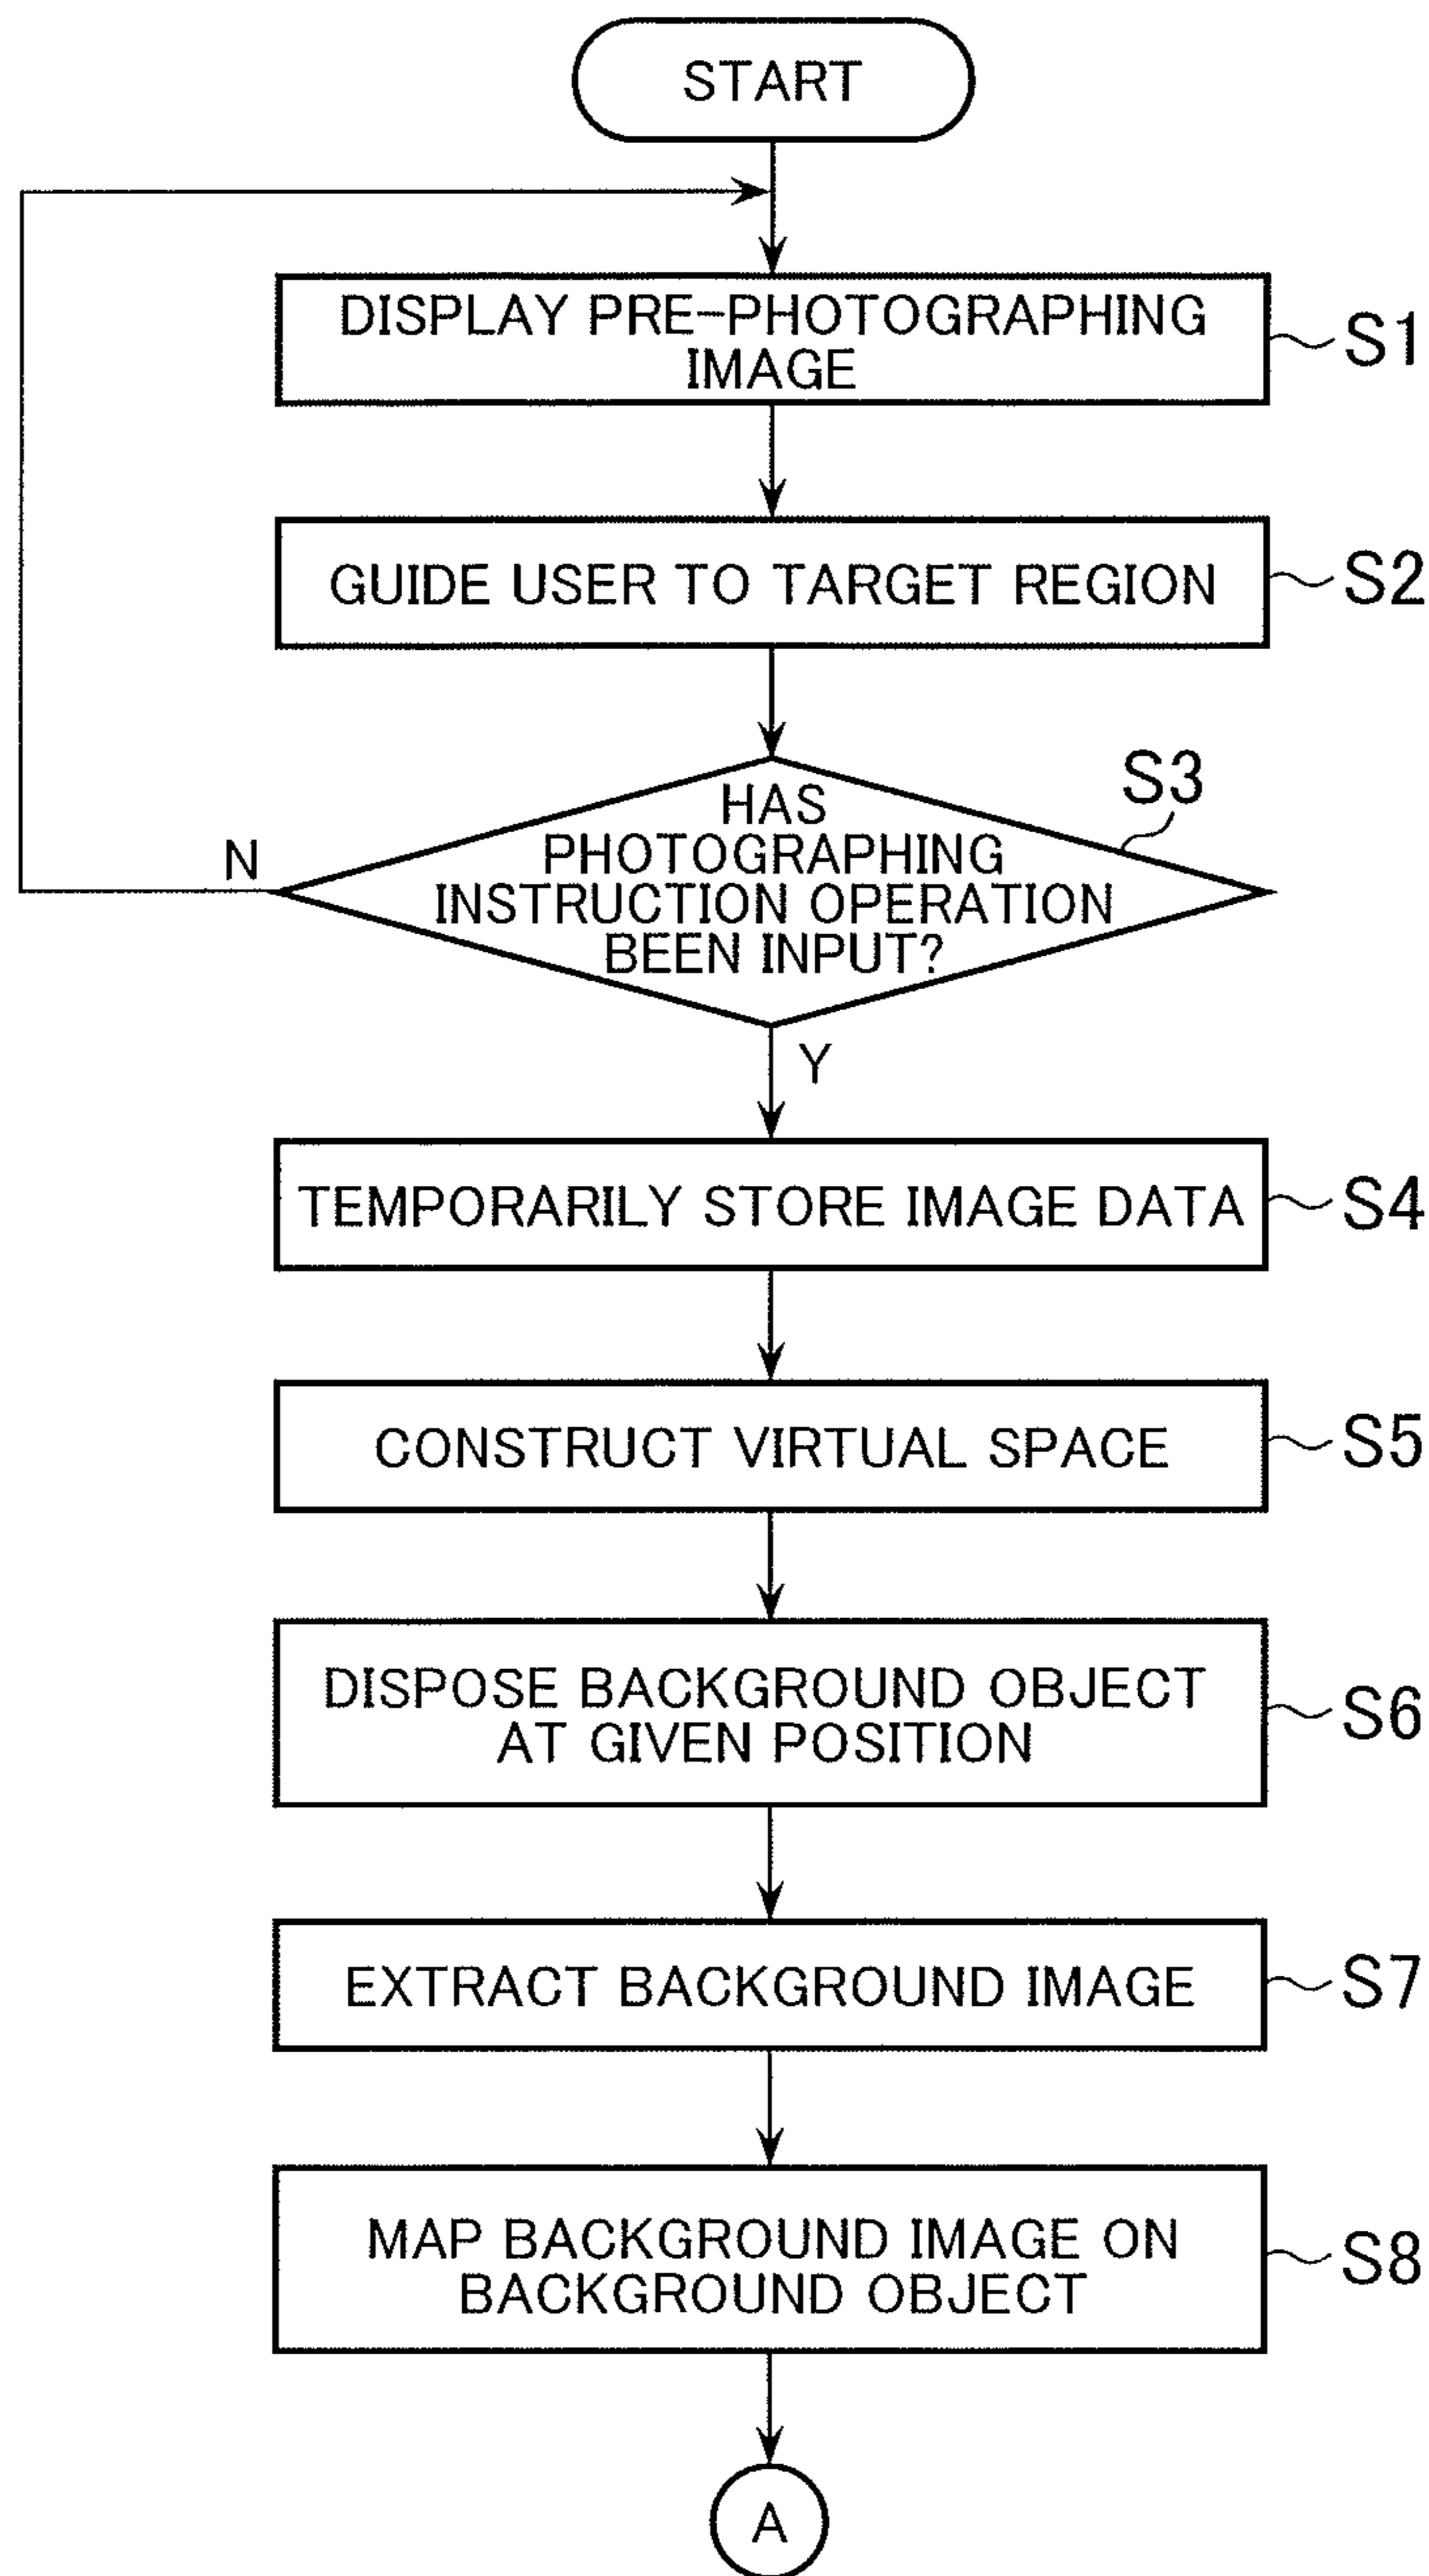 START
DISPLAY PRE-PHOTOGRAPHING
IMAGE
S1
GUIDE USER TO TARGET REGION
S2
S3
HAS
PHOTOGRAPHING
INSTRUCTION OPERATION
BEEN INPUT?
N
Y
TEMPORARILY STORE IMAGE DATA
S4
CONSTRUCT VIRTUAL SPACE
S5
DISPOSE BACKGROUND OBJECT
AT GIVEN POSITION
S6
EXTRACT BACKGROUND IMAGE
S7
MAP BACKGROUND IMAGE ON
BACKGROUND OBJECT
S8
A